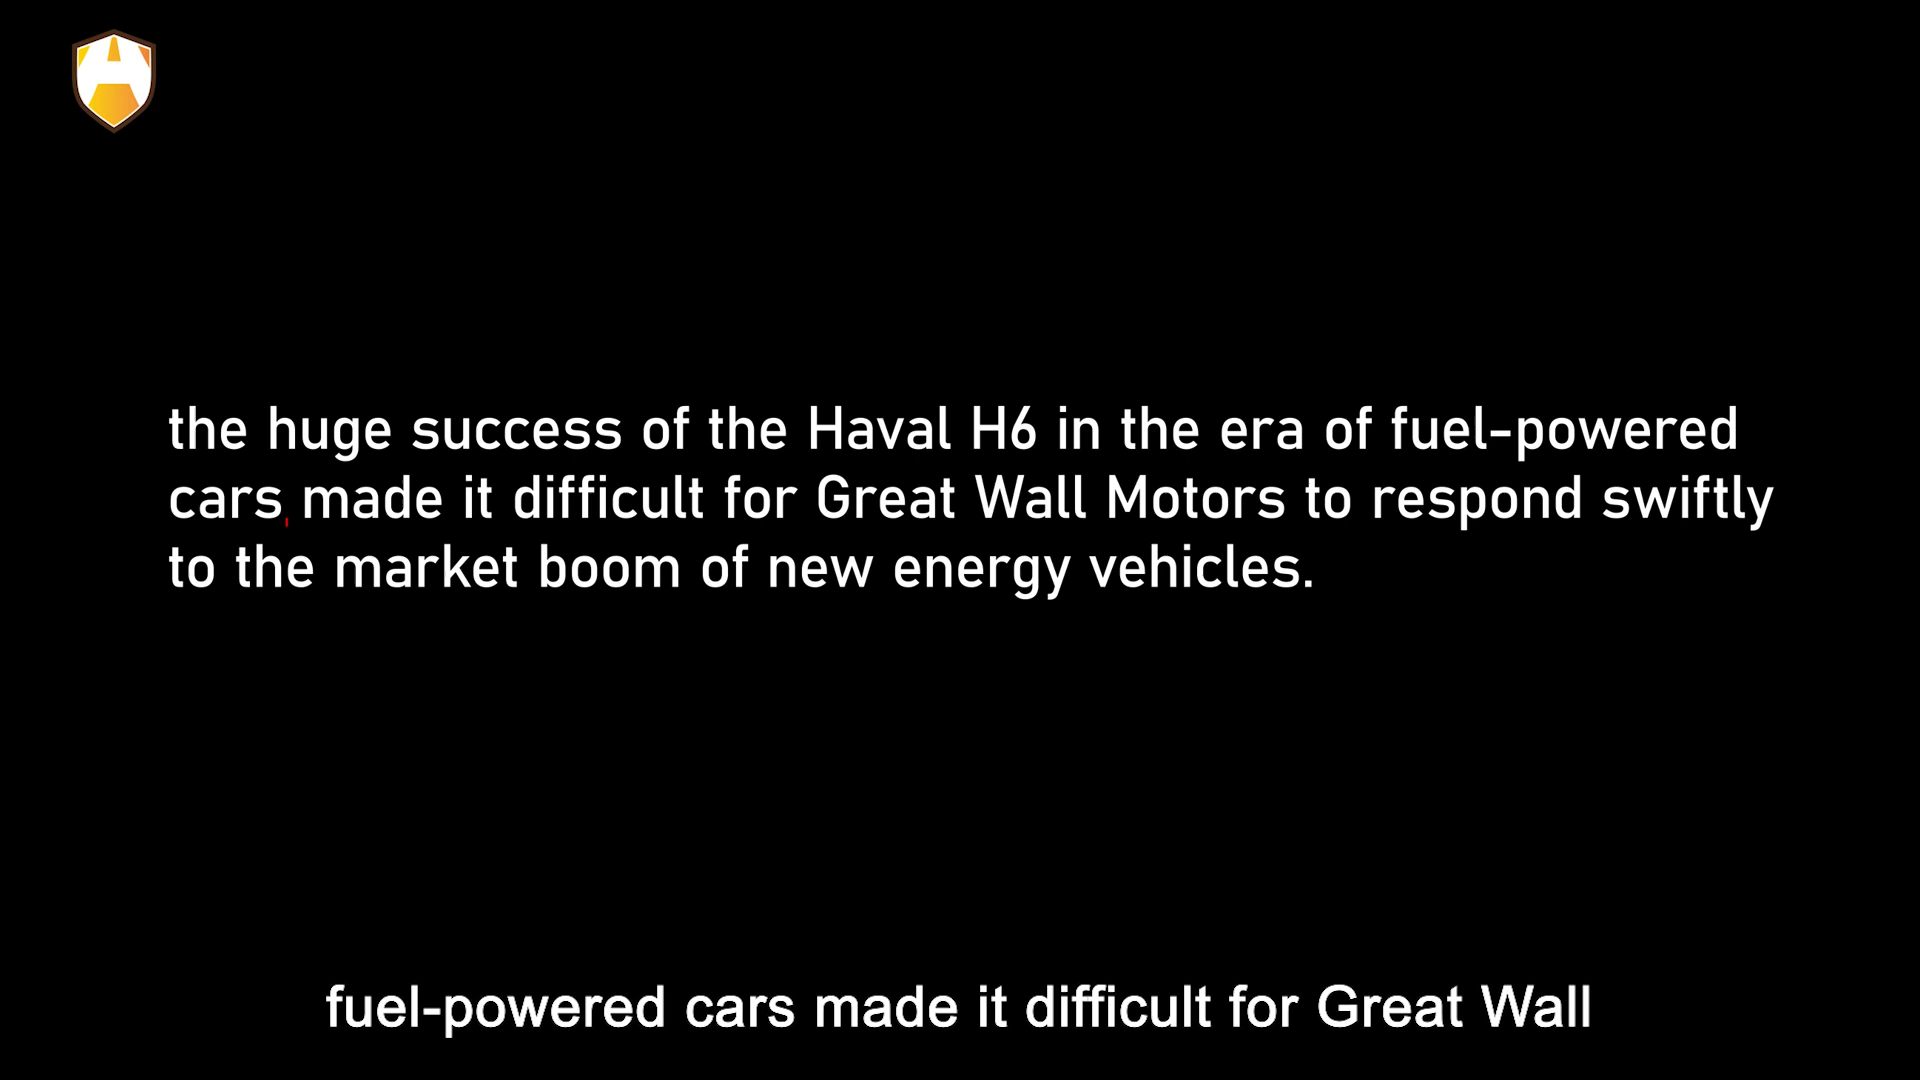 the huge success of the Haval H6 in the era of fuel-powered
cars made it difficult for Great Wall Motors to respond swiftly
to the market boom of new energy vehicles.
fuel-powered cars made it difficult for Great Wall